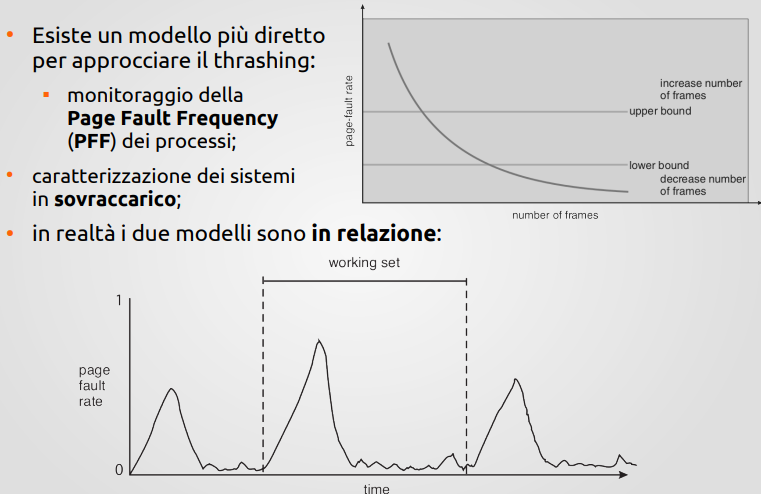 Esiste un modello più diretto
per approcciare il thrashing:
monitoraggio della
Page Fault Frequency
(PFF) dei processi;
caratterizzazione dei sistemi
in sovraccarico;
in realtà i due modelli sono in relazione:
page-fault rate
increase number
of frames
upper bound
lower bound
decrease number
of frames
number of frames
working set
1
page
fault
rate
0
time